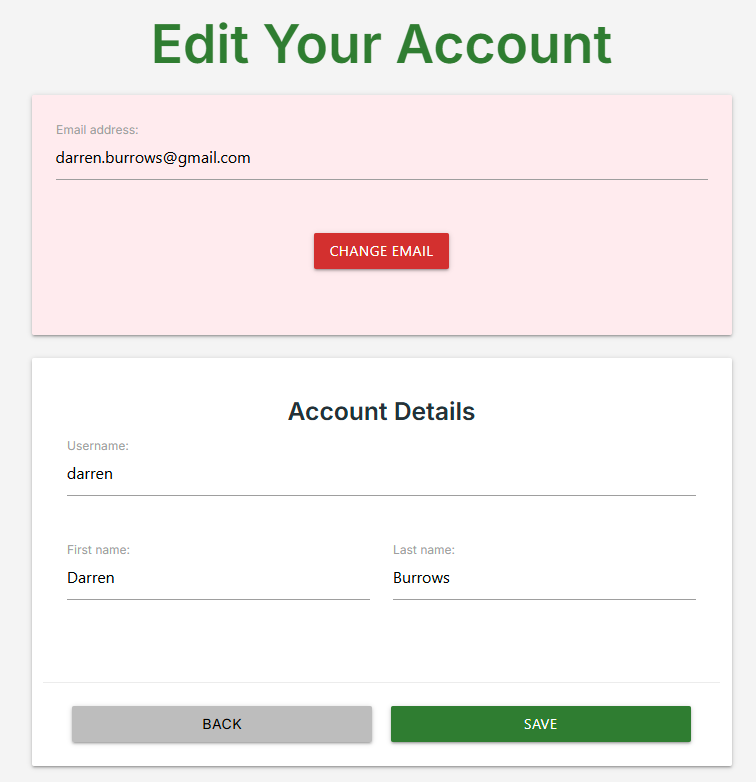 Edit Your Account
Email address:
darren.burrows@gmail.com
CHANGE EMAIL
Account Details
Username:
darren
First name: Last name:
Darren Burrows
BACK SAVE